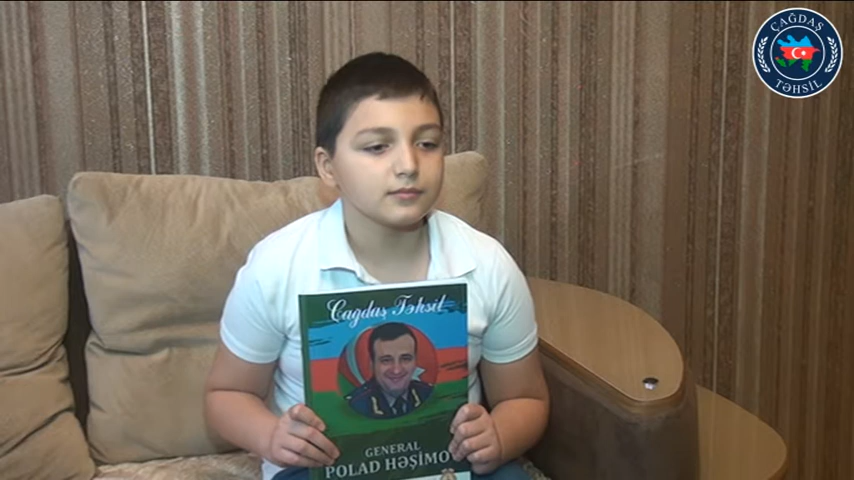 ÇAĞDAŞ
TƏHSİL
Çağdaş Təhsil
GENERAL
POLAD HƏŞİMO